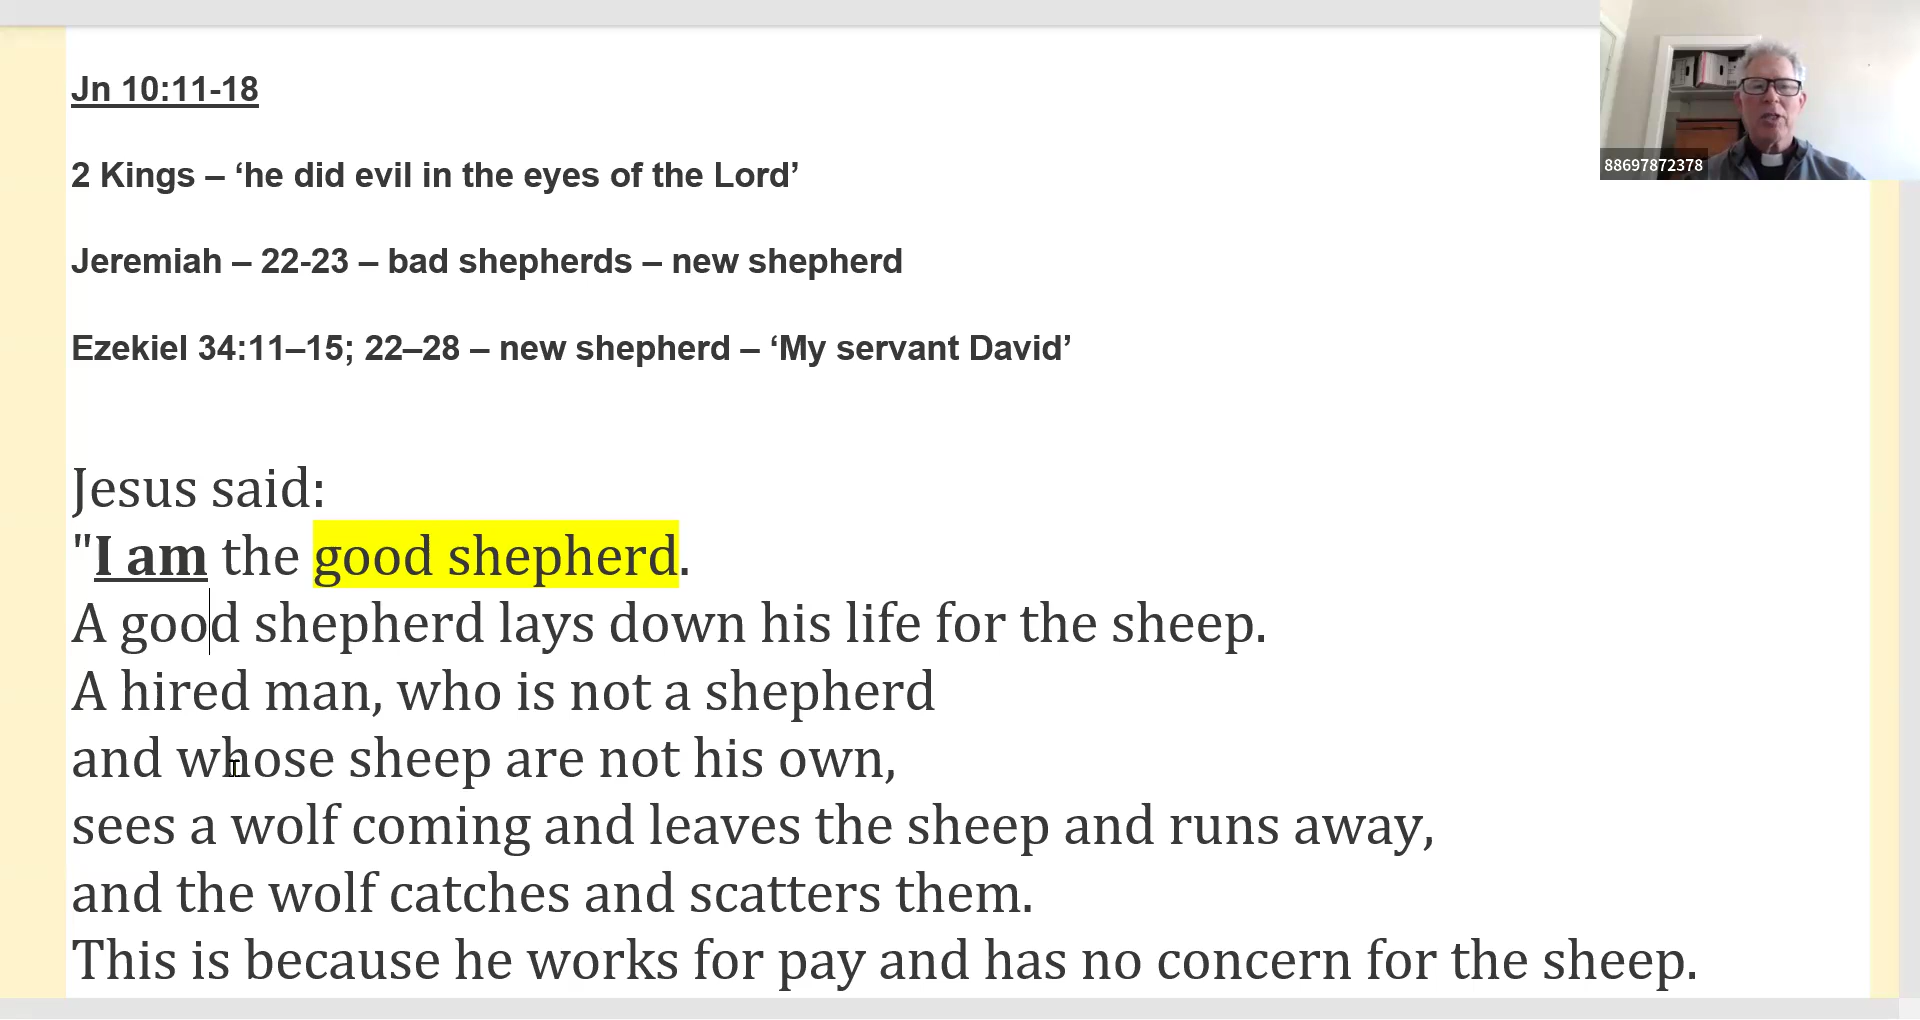 Jn 10:11-18
2 Kings – ‘he did evil in the eyes of the Lord’
Jeremiah – 22-23 – bad shepherds – new shepherd
Ezekiel 34:11–15; 22–28 – new shepherd – ‘My servant David’
Jesus said:
"I am the good shepherd.
A good shepherd lays down his life for the sheep.
A hired man, who is not a shepherd
and whose sheep are not his own,
sees a wolf coming and leaves the sheep and runs away,
and the wolf catches and scatters them.
This is because he works for pay and has no concern for the sheep.
88697872378